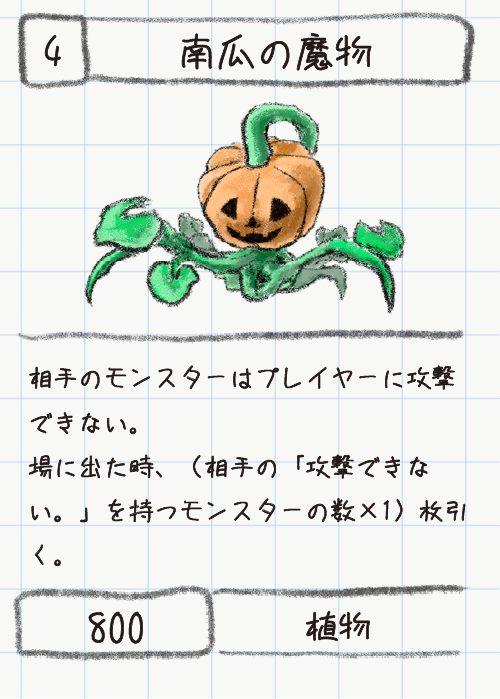 4
南瓜の魔物
相手のモンスターはプレイヤーに攻撃
できない。
場に出た時、（相手の「攻撃できな
い。」を持つモンスターの数×1）枚引
く。
800
植物